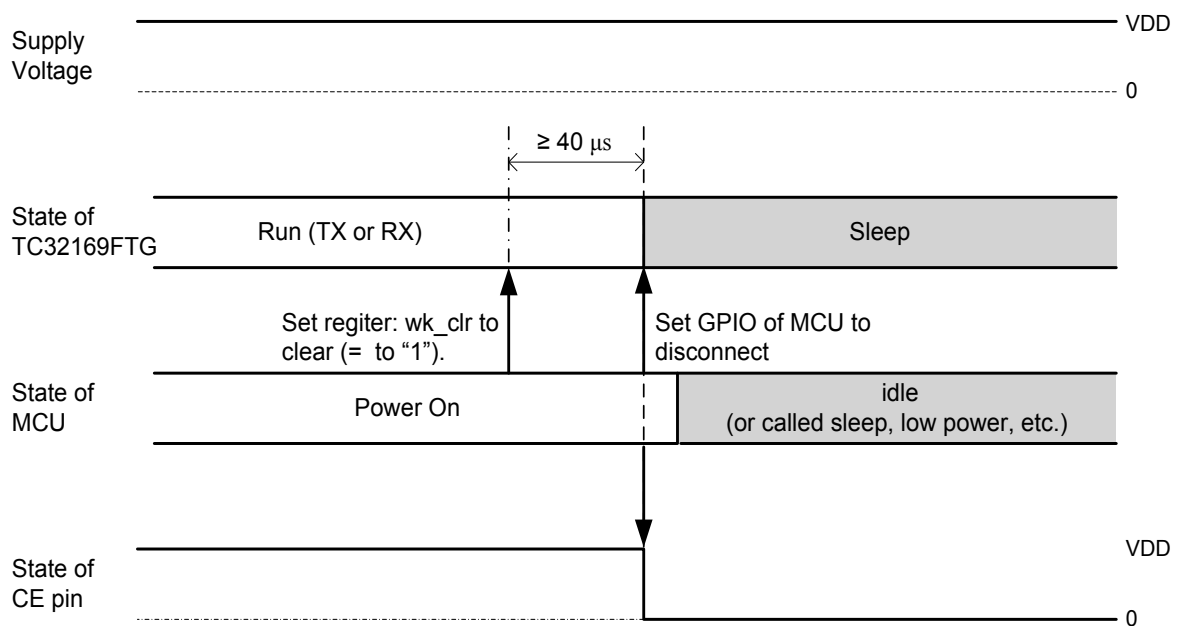 Supply
Voltage
VDD
0
≥ 40 μs
State of
TC32169FTG
Run (TX or RX)
Sleep
Set regiter: wk_clr to
clear (=  to “1”).
Set GPIO of MCU to
disconnect
State of
MCU
Power On
idle
(or called sleep, low power, etc.)
State of
CE pin
VDD
0